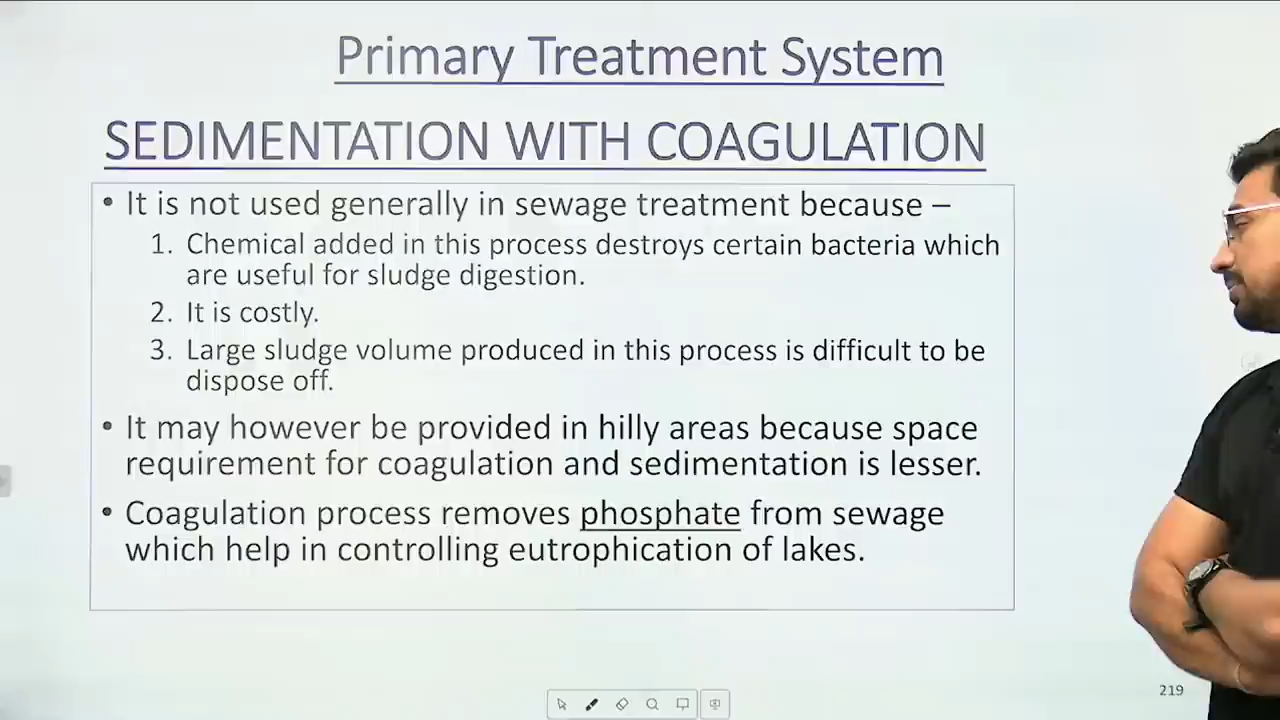 Primary Treatment System
SEDIMENTATION WITH COAGULATION
• It is not used generally in sewage treatment because –
1. Chemical added in this process destroys certain bacteria which
are useful for sludge digestion.
2. It is costly.
3. Large sludge volume produced in this process is difficult to be
dispose off.
• It may however be provided in hilly areas because space
requirement for coagulation and sedimentation is lesser.
• Coagulation process removes phosphate from sewage
which help in controlling eutrophication of lakes.
219